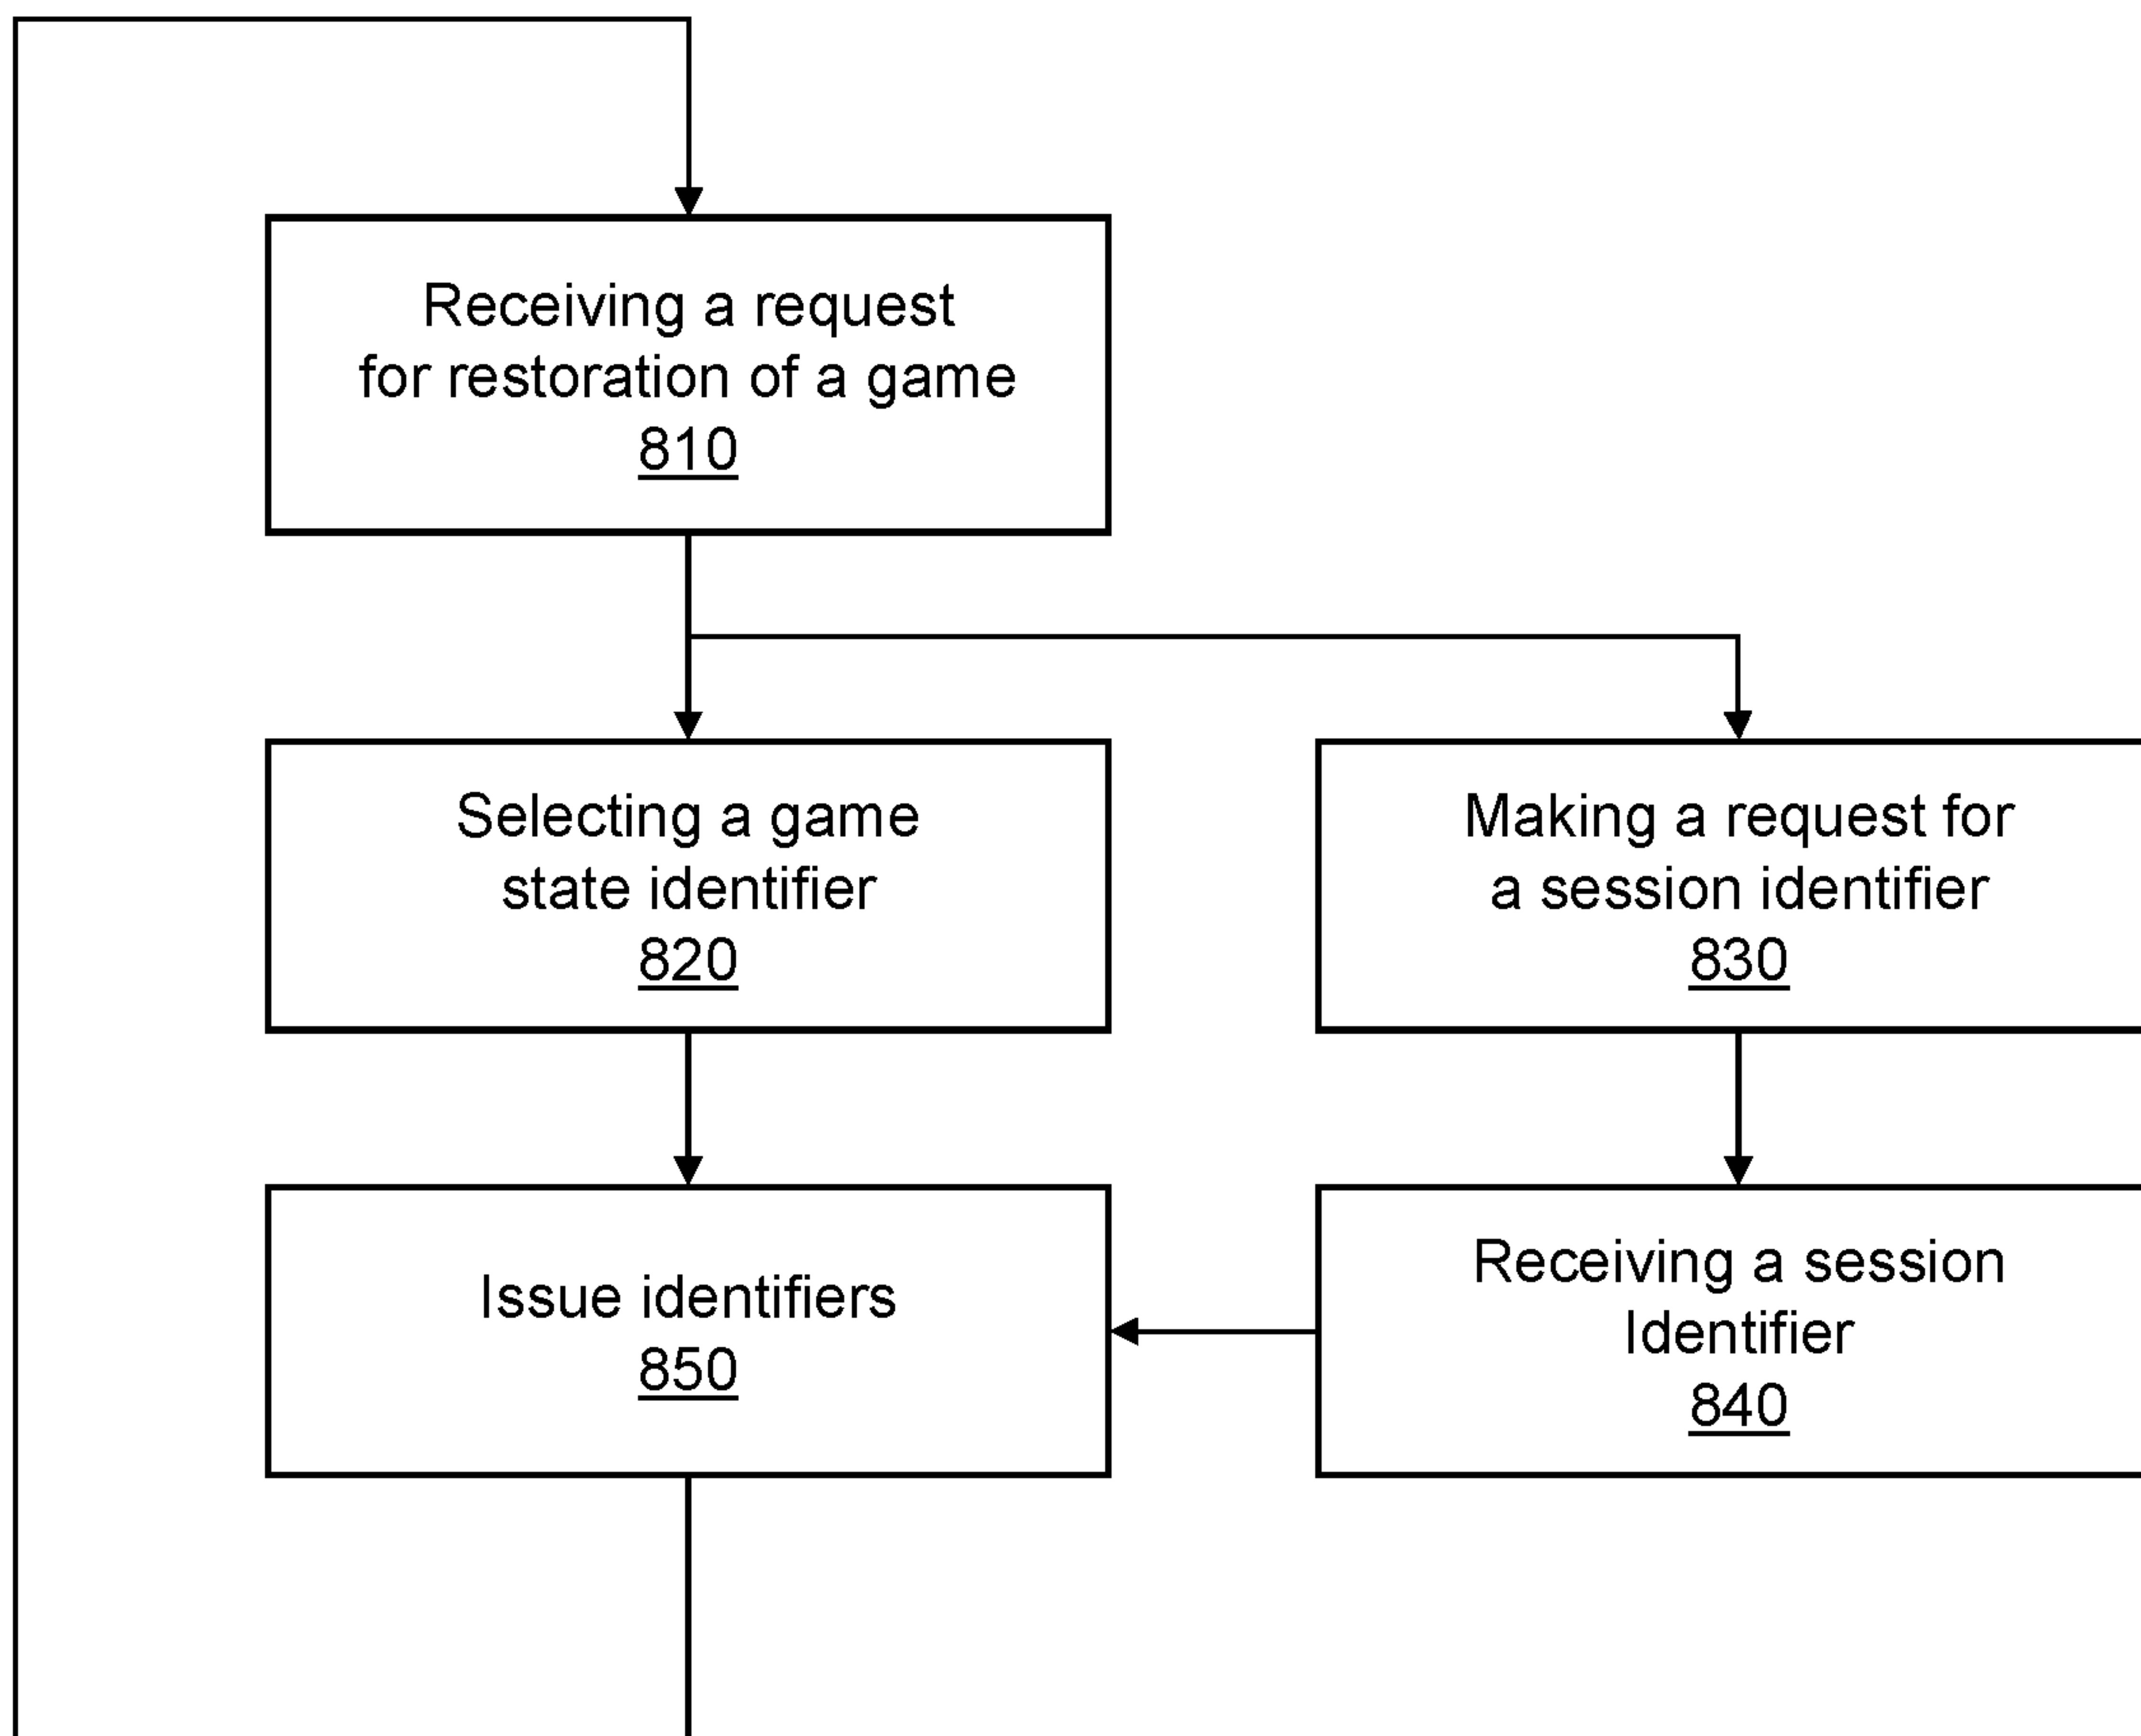 Receiving a request
for restoration of a game
810
Selecting a game
state identifier
820
Making a request for
a session identifier
830
Issue identifiers
850
Receiving a session
Identifier
840